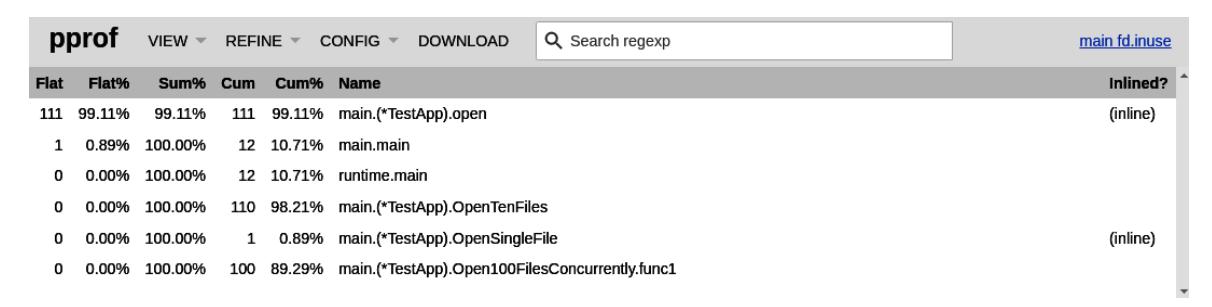 pprof VIEW REFINE CONFIG DOWNLOAD Search regexp main fd.inuse
Flat Flat% Sum% Cum Cum% Name Inlined?
111 99.11% 99.11% 111 99.11% main.(*TestApp).open (inline)
1 0.89% 100.00% 12 10.71% main.main
0 0.00% 100.00% 12 10.71% runtime.main
0 0.00% 100.00% 110 98.21% main.(*TestApp).OpenTenFiles
0 0.00% 100.00% 1 0.89% main.(*TestApp).OpenSingleFile (inline)
0 0.00% 100.00% 100 89.29% main.(*TestApp).Open100FilesConcurrently.func1